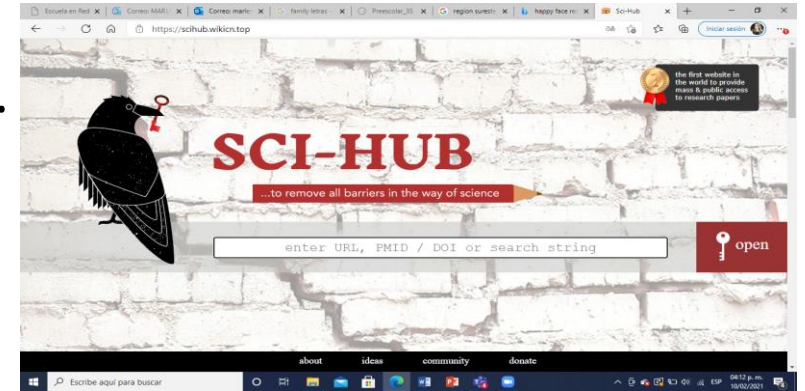 Escuela en Red
Correo: MARL
Correo: marle
family letras -
Preescolar_35
region sureste
happy face re
Sci-Hub
https://scihub.wikicn.top
Iniciar sesión
the first website in
the world to provide
mass & public access
to research papers
SCI-HUB
...to remove all barriers in the way of science
enter URL, PMID / DOI or search string
open
about ideas community donate
Escribe aquí para buscar
ESP
04:12 p. m.
10/02/2021